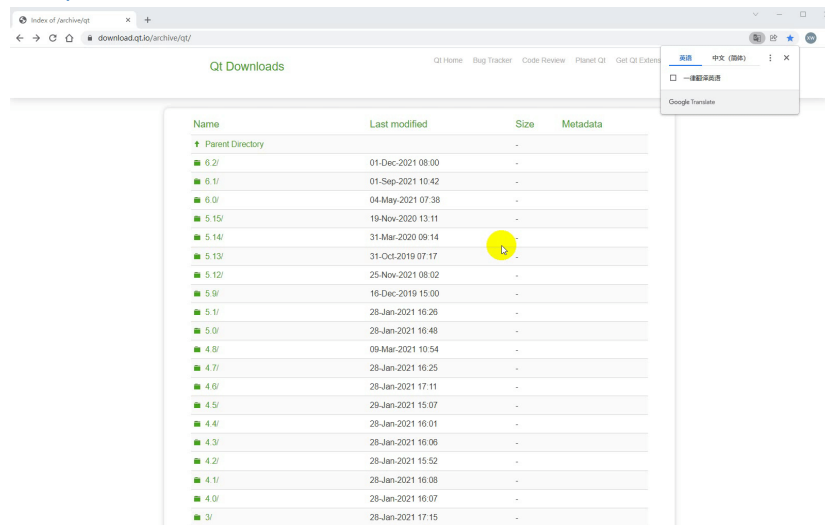 Index of /archive/qt
download.qt.io/archive/qt/
Qt Downloads
Qt Home Bug Tracker Code Review Planet Qt Get Qt Extens
英语 中文 (简体)
一律翻译英语
Google Translate
Name Last modified Size Metadata
Parent Directory -
6.2/ 01-Dec-2021 08:00 -
6.1/ 01-Sep-2021 10:42 -
6.0/ 04-May-2021 07:38 -
5.15/ 19-Nov-2020 13:11 -
5.14/ 31-Mar-2020 09:14 -
5.13/ 31-Oct-2019 07:17 -
5.12/ 25-Nov-2021 08:02 -
5.9/ 16-Dec-2019 15:00 -
5.1/ 28-Jan-2021 16:26 -
5.0/ 28-Jan-2021 16:48 -
4.8/ 09-Mar-2021 10:54 -
4.7/ 28-Jan-2021 16:25 -
4.6/ 28-Jan-2021 17:11 -
4.5/ 29-Jan-2021 15:07 -
4.4/ 28-Jan-2021 16:01 -
4.3/ 28-Jan-2021 16:06 -
4.2/ 28-Jan-2021 15:52 -
4.1/ 28-Jan-2021 16:08 -
4.0/ 28-Jan-2021 16:07 -
3/ 28-Jan-2021 17:15 -